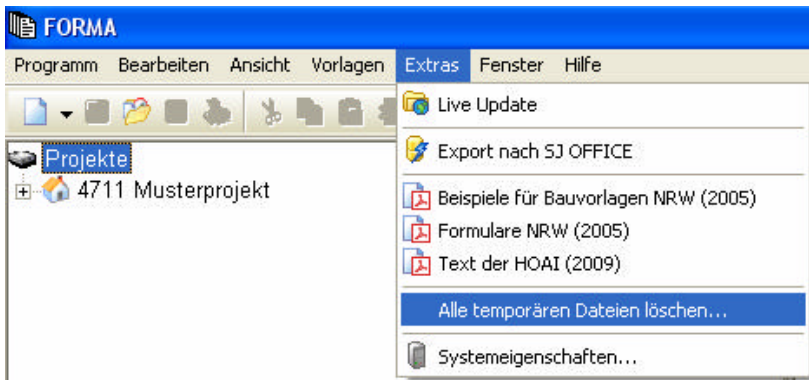 FORMA
Programm Bearbeiten Ansicht Vorlagen Extras Fenster Hilfe
Live Update
Export nach SJ OFFICE
Projekte
4711 Musterprojekt
Beispiele für Bauvorlagen NRW (2005)
Formulare NRW (2005)
Text der HOAI (2009)
Alle temporären Dateien löschen...
Systemeigenschaften...